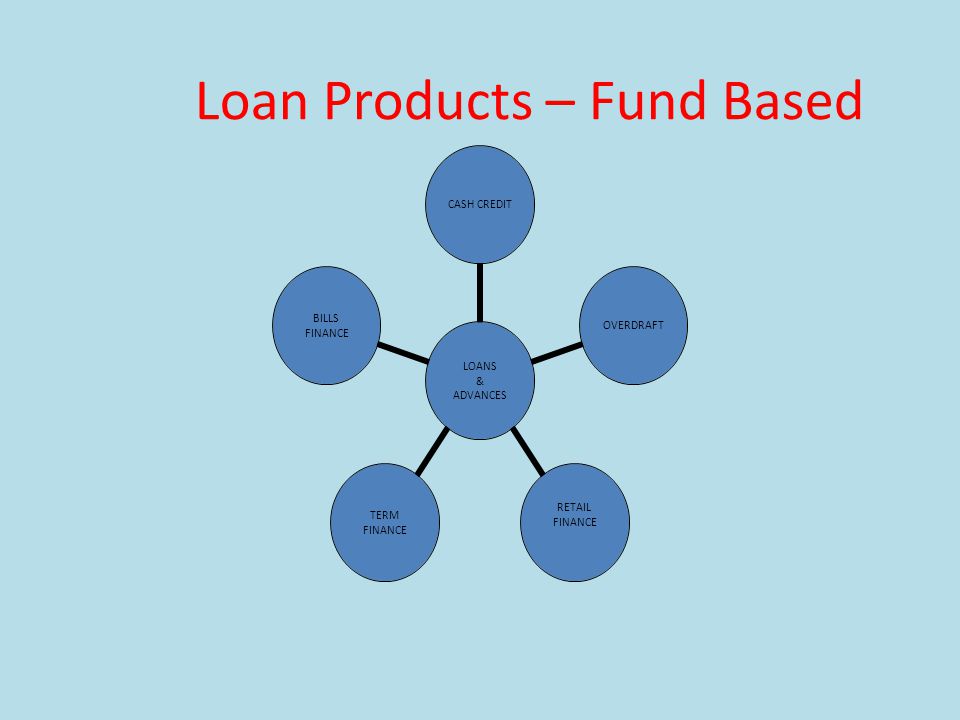 Loan Products – Fund Based
CASH CREDIT
BILLS
FINANCE
OVERDRAFT
LOANS
&
ADVANCES
TERM
FINANCE
RETAIL
FINANCE